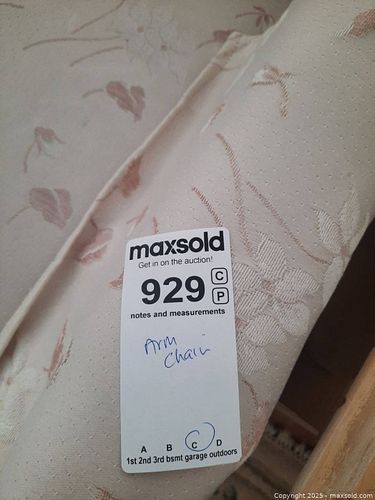 maxsold
Get in on the auction!
929 C
P
notes and measurements
Arm
Chair
A B C D
1st 2nd 3rd bsmt garage outdoors
Copyright 2025 - maxsold.com